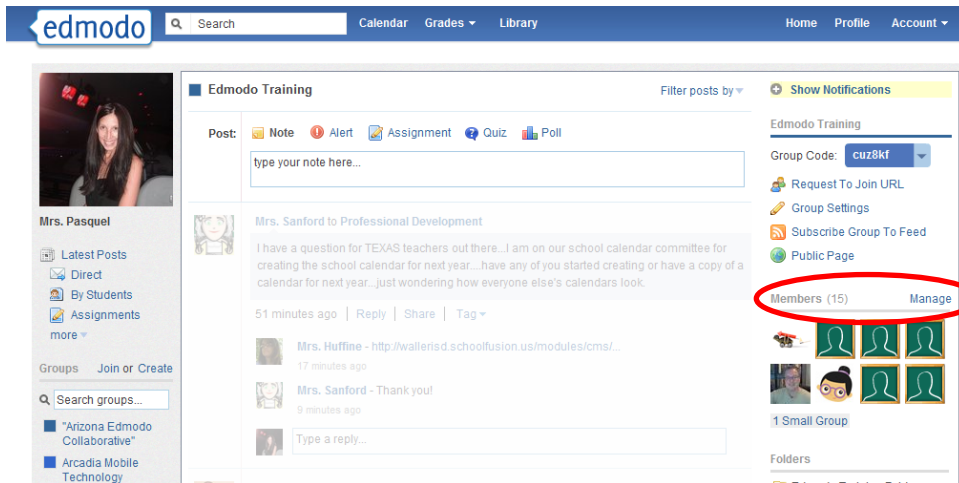 edmodo
Search
Calendar Grades Library
Home Profile Account
Mrs. Pasquel
Latest Posts
Direct
By Students
Assignments
more
Groups Join or Create
Search groups...
"Arizona Edmodo
Collaborative"
Arcadia Mobile
Technology
Edmodo Training
Filter posts by
Post: Note Alert Assignment Quiz Poll
type your note here...
Mrs. Sanford to Professional Development
I have a question for TEXAS teachers out there...I am on our school calendar committee for
creating the school calendar for next year....have any of you started creating or have a copy of a
calendar for next year...just wondering how everyone else's calendars look.
51 minutes ago | Reply | Share | Tag
Mrs. Huffine - http://wallerisd.schoolfusion.us/modules/cms/...
17 minutes ago
Mrs. Sanford - Thank you!
9 minutes ago
Type a reply...
Show Notifications
Edmodo Training
Group Code: cuz8kf
Request To Join URL
Group Settings
Subscribe Group To Feed
Public Page
Members (15) Manage
1 Small Group
Folders